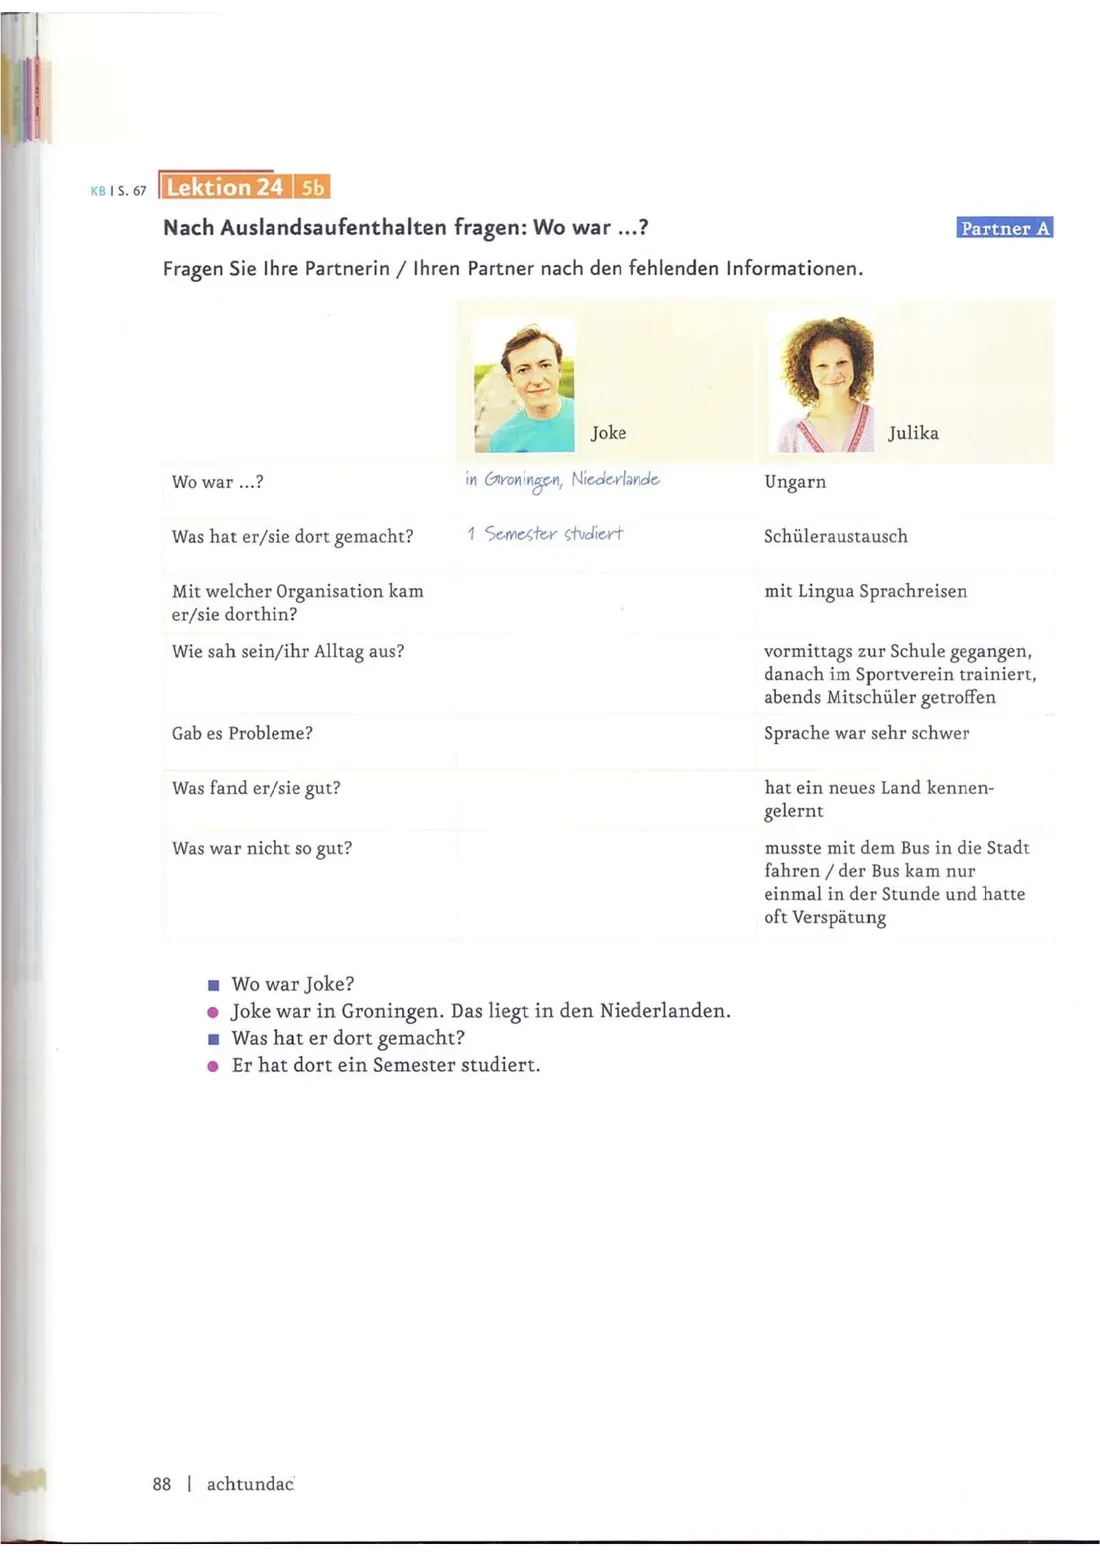 KB | S. 67 Lektion 24 | 5b
Nach Auslandsaufenthalten fragen: Wo war ...?
Partner A
Fragen Sie Ihre Partnerin / Ihren Partner nach den fehlenden Informationen.
Joke
Julika
Wo war ...?
in Groningen, Niederlande
Ungarn
Was hat er/sie dort gemacht?
1 Semester studiert
Schüleraustausch
Mit welcher Organisation kam
er/sie dorthin?
mit Lingua Sprachreisen
Wie sah sein/ihr Alltag aus?
vormittags zur Schule gegangen,
danach im Sportverein trainiert,
abends Mitschüler getroffen
Gab es Probleme?
Sprache war sehr schwer
Was fand er/sie gut?
hat ein neues Land kennen-
gelernt
Was war nicht so gut?
musste mit dem Bus in die Stadt
fahren / der Bus kam nur
einmal in der Stunde und hatte
oft Verspätung
Wo war Joke?
Joke war in Groningen. Das liegt in den Niederlanden.
Was hat er dort gemacht?
Er hat dort ein Semester studiert.
88 | achtundac